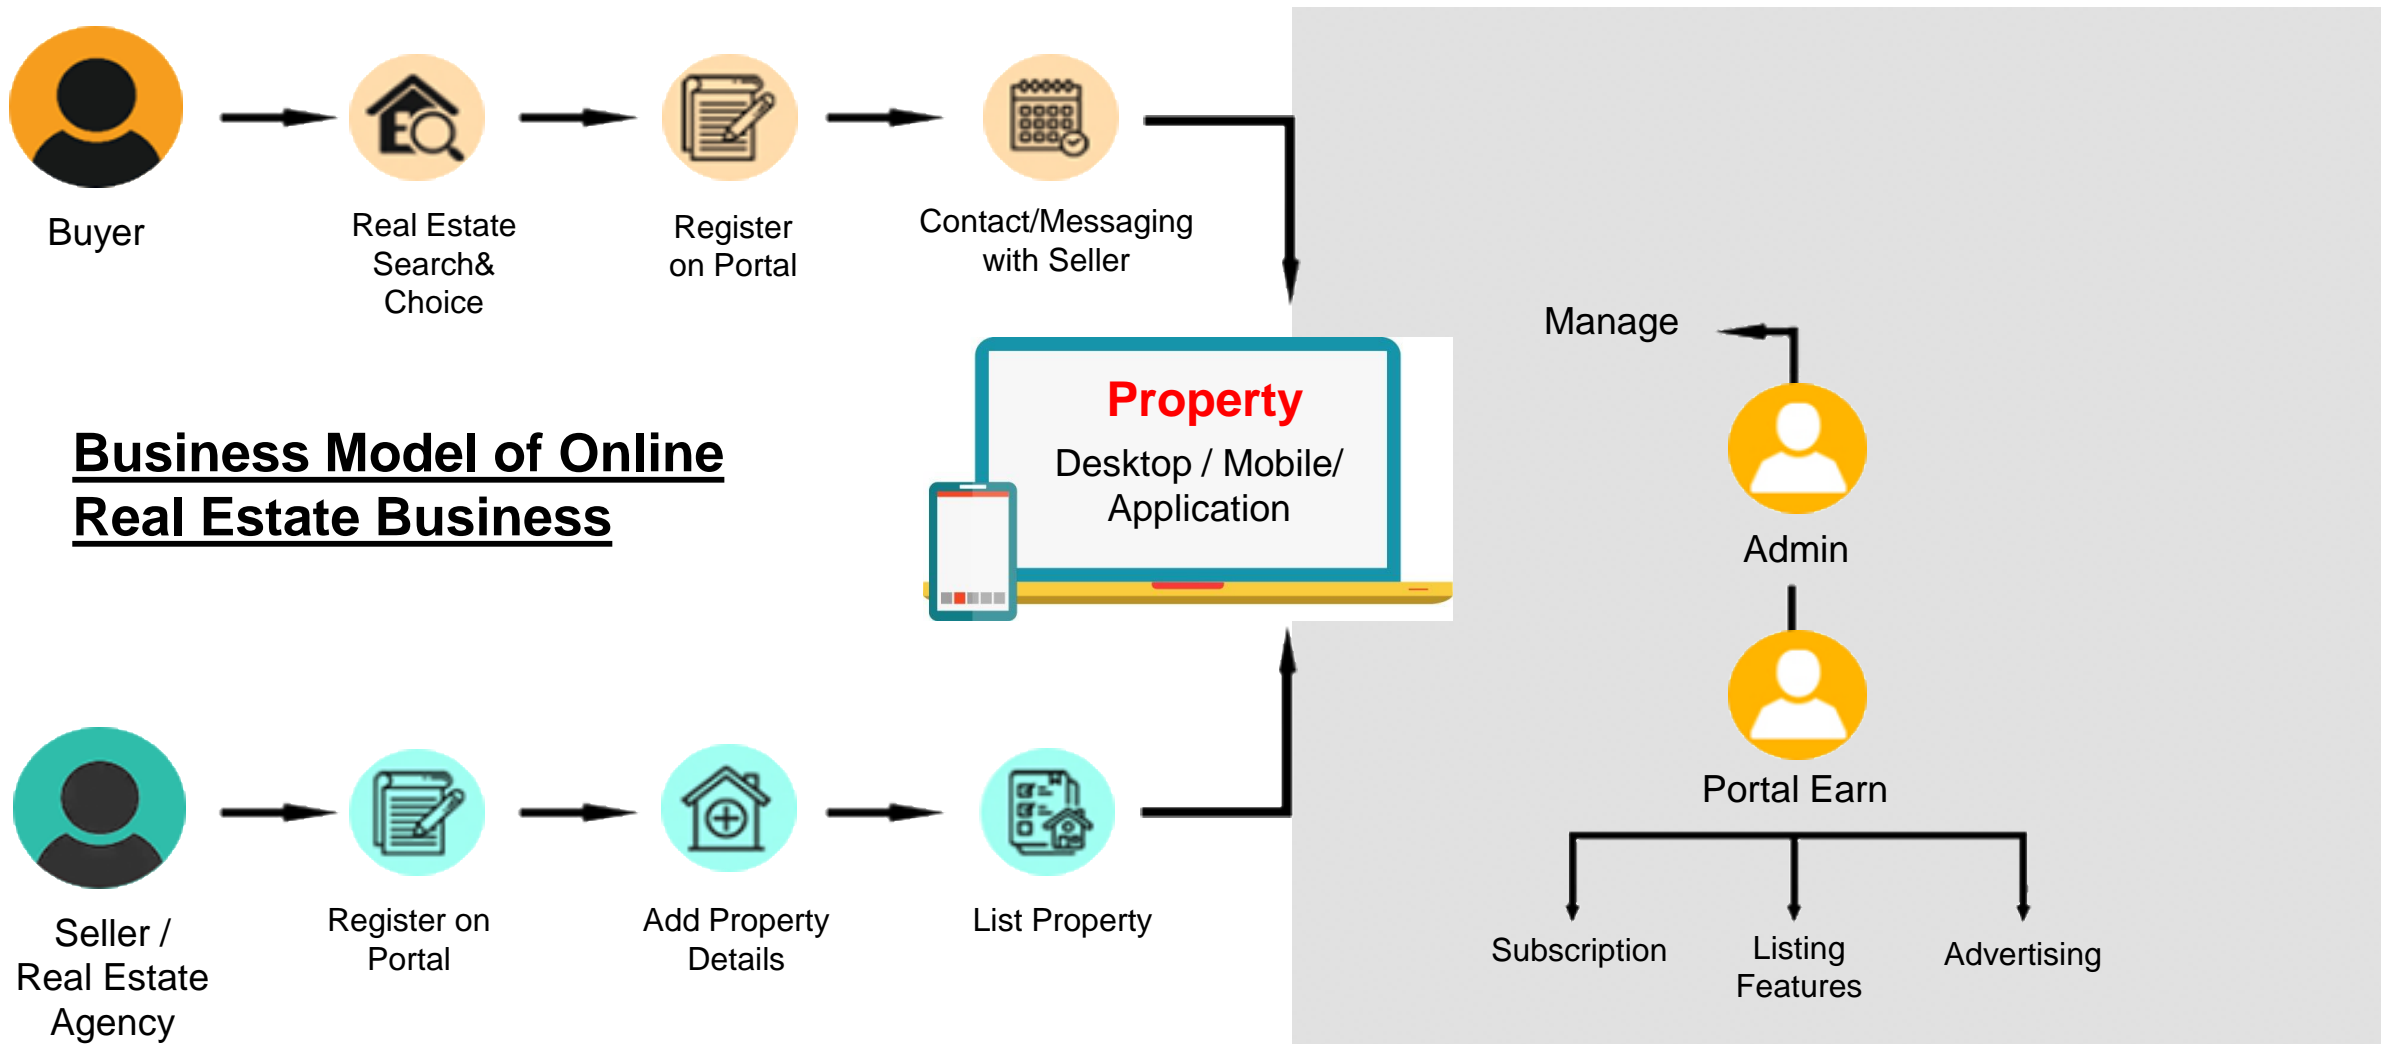 Buyer
Real Estate
Search&
Choice
Register
on Portal
Contact/Messaging
with Seller
Business Model of Online
Real Estate Business
Property
Desktop / Mobile/
Application
Manage
Admin
Portal Earn
Subscription
Listing
Features
Advertising
Seller /
Real Estate
Agency
Register on
Portal
Add Property
Details
List Property